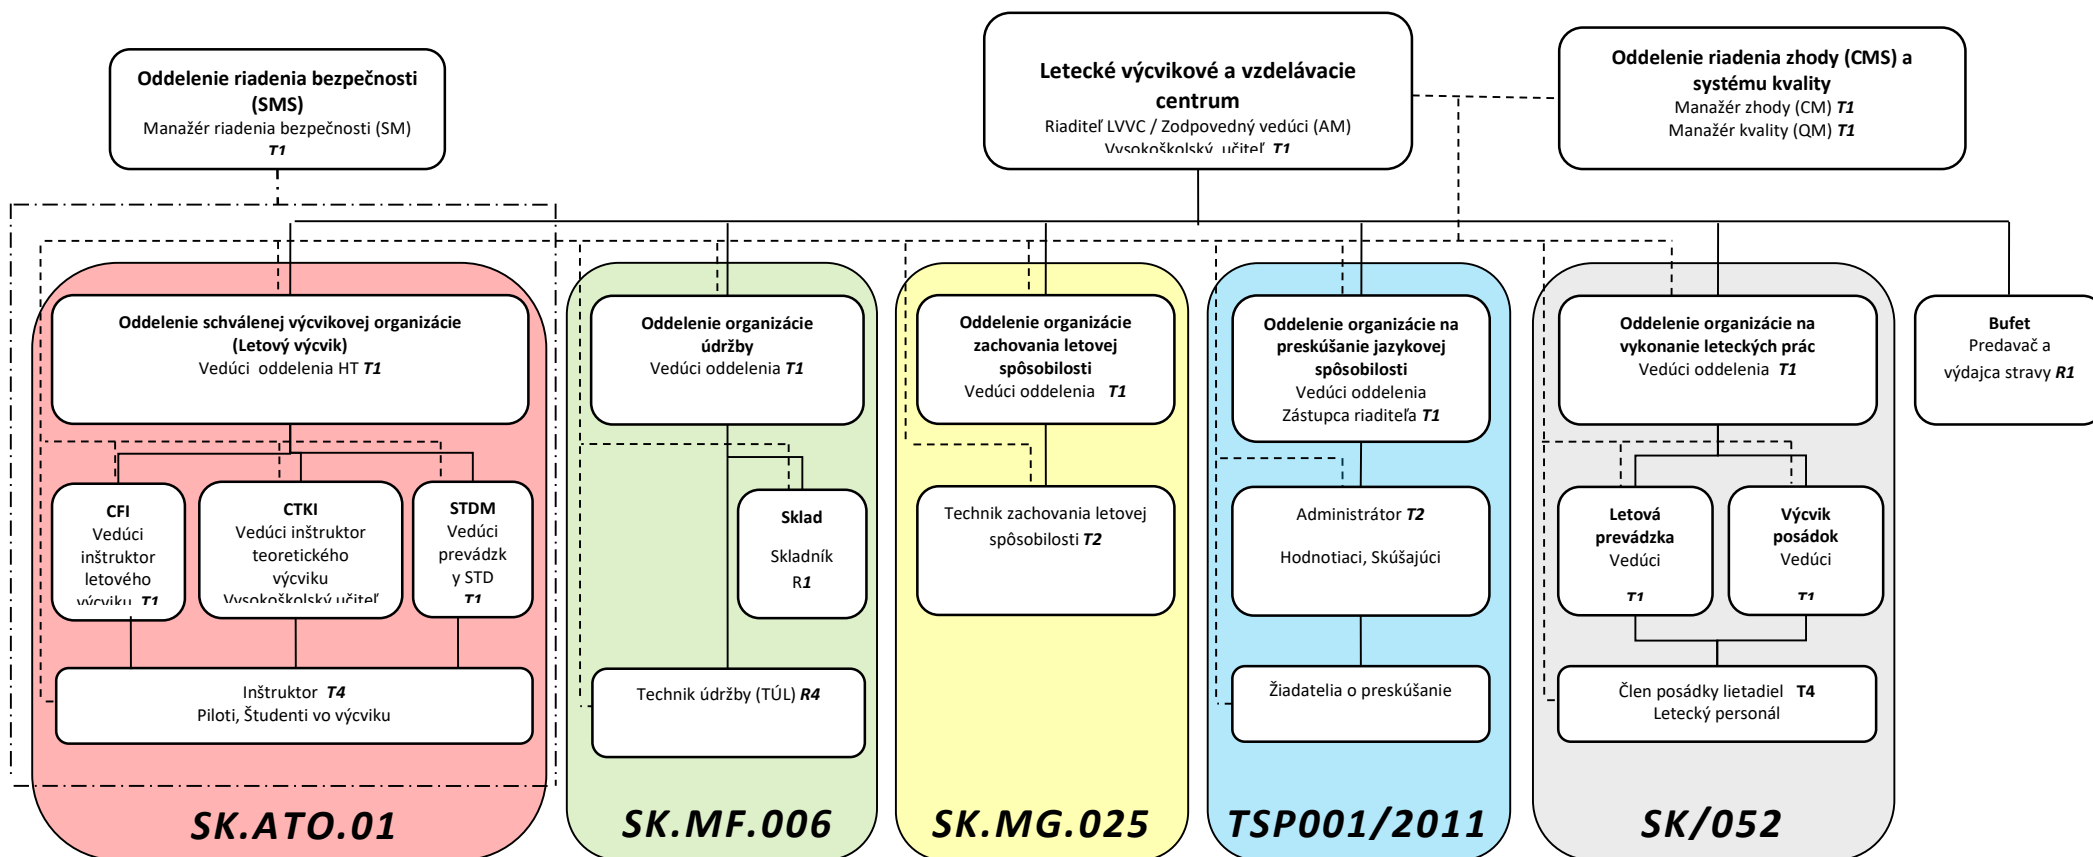 Oddelenie riadenia bezpečnosti
(SMS)
Manažér riadenia bezpečnosti (SM)
T1
Letecké výcvikové a vzdelávacie
centrum
Riaditeľ LVVC / Zodpovedný vedúci (AM)
Vysokoškolský učiteľ T1
Oddelenie riadenia zhody (CMS) a
systému kvality
Manažér zhody (CM) T1
Manažér kvality (QM) T1
Oddelenie schválenej výcvikovej organizácie
(Letový výcvik)
Vedúci oddelenia HT T1
Oddelenie organizácie
údržby
Vedúci oddelenia T1
Oddelenie organizácie
zachovania letovej
spôsobilosti
Vedúci oddelenia T1
Oddelenie organizácie na
preskúšanie jazykovej
spôsobilosti
Vedúci oddelenia
Zástupca riaditeľa T1
Oddelenie organizácie na
vykonanie leteckých prác
Vedúci oddelenia T1
Bufet
Predavač a
výdajca stravy R1
CFI
Vedúci
inštruktor
letového
výcviku T1
CTKI
Vedúci inštruktor
teoretického
výcviku
Vysokoškolský učiteľ
STDM
Vedúci
prevádzk
y STD
T1
Sklad
Skladník
R1
Technik zachovania letovej
spôsobilosti T2
Administrátor T2
Hodnotiaci, Skúšajúci
Letová
prevádzka
Vedúci
T1
Výcvik
posádok
Vedúci
T1
Inštruktor T4
Piloti, Študenti vo výcviku
Technik údržby (TÚL) R4
Žiadatelia o preskúšanie
Člen posádky lietadiel T4
Letecký personál
SK.ATO.01
SK.MF.006
SK.MG.025
TSP001/2011
SK/052